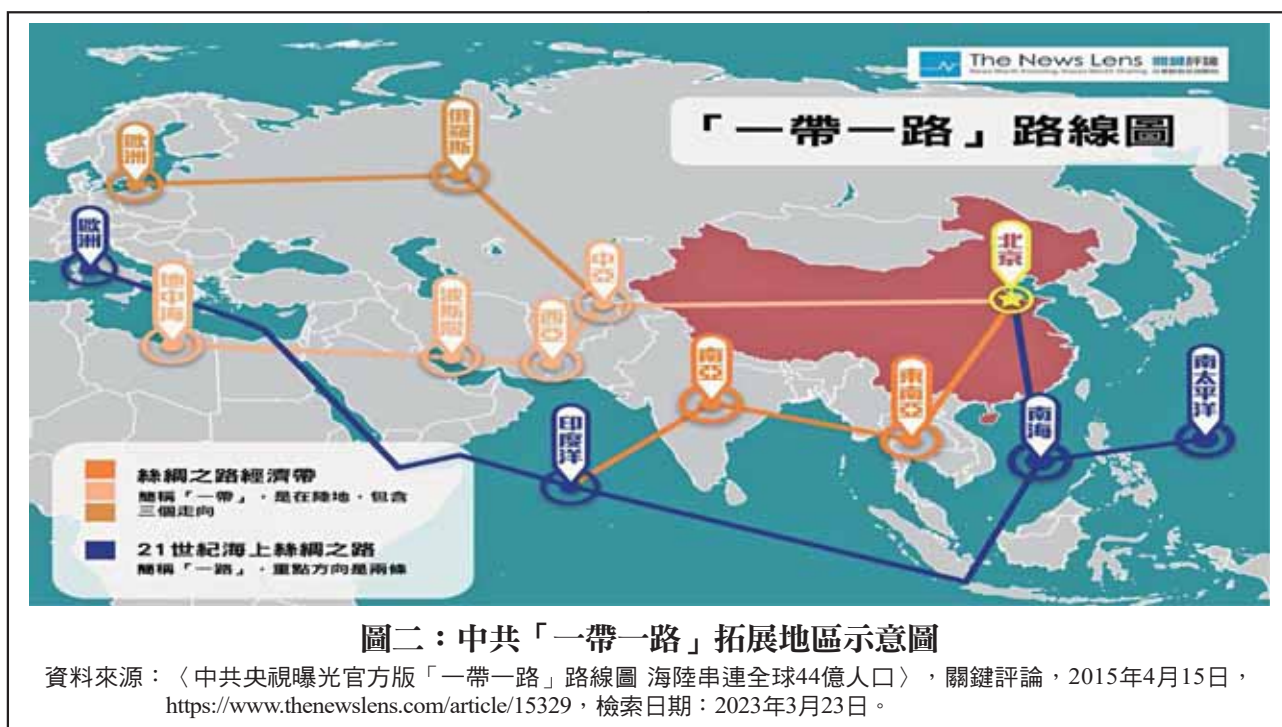 The News Lens 關鍵評論
「一帶一路」路線圖
歐洲
俄羅斯
歐洲
地中海
波斯灣
西亞
中亞
北京
南亞
東南亞
印度洋
南海
南太平洋
絲綢之路經濟帶
簡稱「一帶」，是在陸地，包含
三個走向
21世紀海上絲綢之路
簡稱「一路」，重點方向是兩條
圖二：中共「一帶一路」拓展地區示意圖
資料來源：〈中共央視曝光官方版「一帶一路」路線圖 海陸串連全球44億人口〉，關鍵評論，2015年4月15日，
https://www.thenewslens.com/article/15329，檢索日期：2023年3月23日。